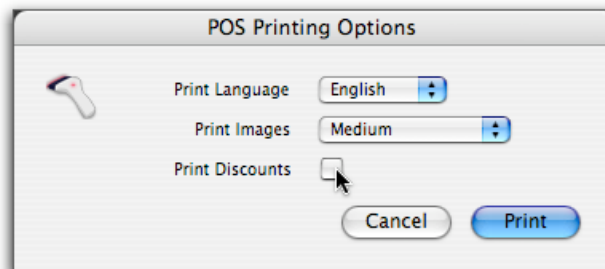 POS Printing Options
Print Language English
Print Images Medium
Print Discounts
Cancel Print